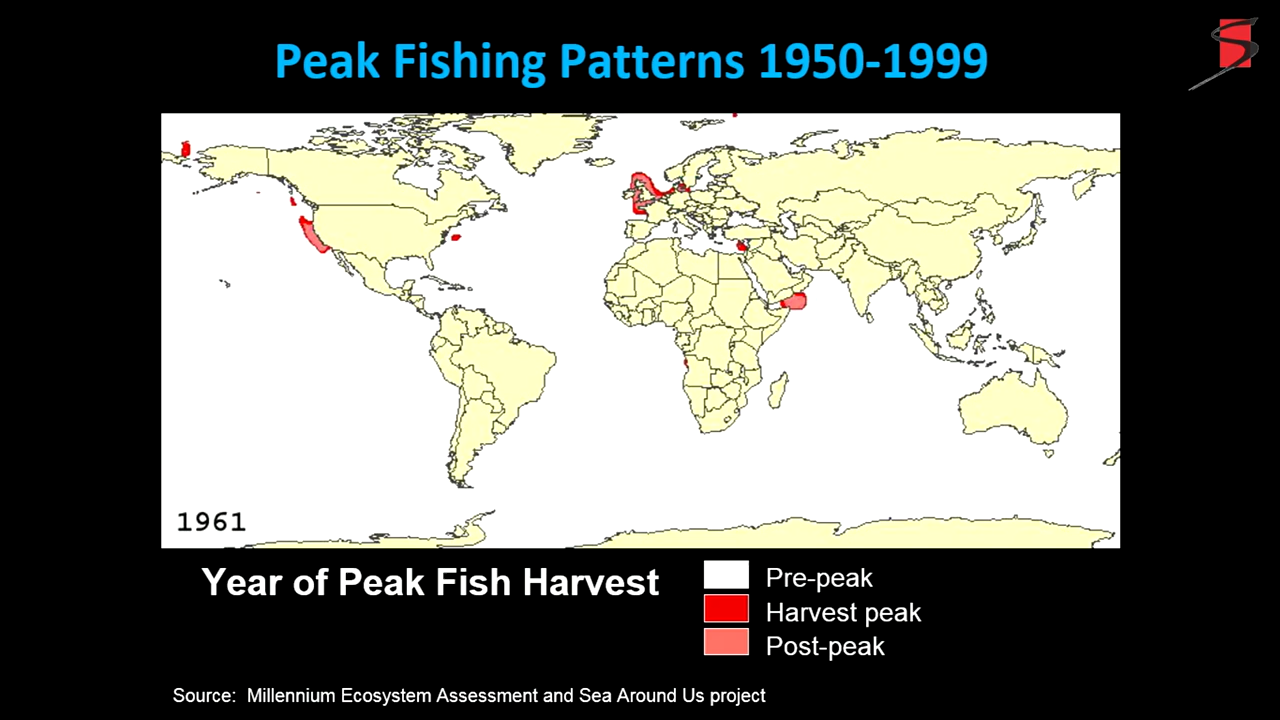 Peak Fishing Patterns 1950-1999
1961
Year of Peak Fish Harvest
Pre-peak
Harvest peak
Post-peak
Source: Millennium Ecosystem Assessment and Sea Around Us project